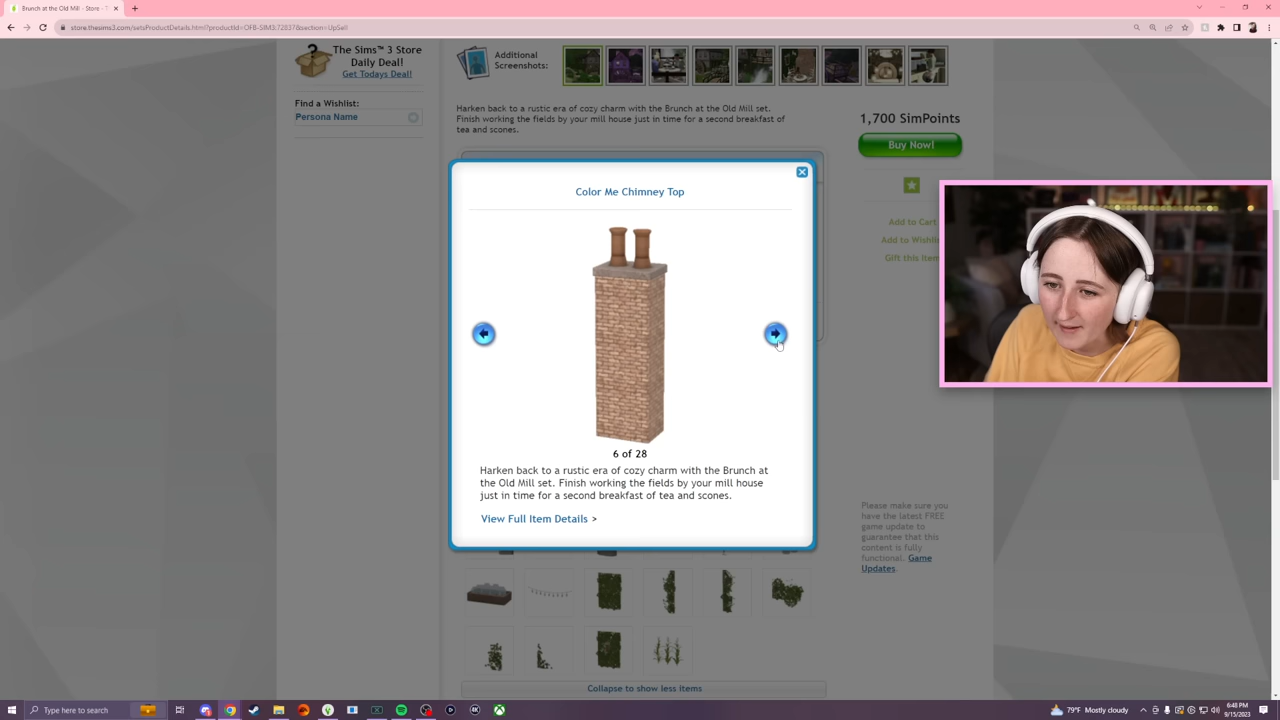 Brunch at the Old Mill - Store - T
store.thesims3.com/setsProductDetails.html?productId=OFB-SIM3:72837&section=UpSell
The Sims™ 3 Store
Daily Deal!
Get Todays Deal!
Find a Wishlist:
Persona Name
Additional
Screenshots:
Harken back to a rustic era of cozy charm with the Brunch at the Old Mill set.
Finish working the fields by your mill house just in time for a second breakfast of
tea and scones.
1,700 SimPoints
Buy Now!
Add to Cart
Add to Wishlis
Gift this Item
Color Me Chimney Top
6 of 28
Harken back to a rustic era of cozy charm with the Brunch at
the Old Mill set. Finish working the fields by your mill house
just in time for a second breakfast of tea and scones.
View Full Item Details >
Please make sure you
have the latest FREE
game update to
guarantee that this
content is fully
functional. Game
Updates.
Collapse to show less items
Type here to search
79°F Mostly cloudy
6:48 PM
9/15/2023